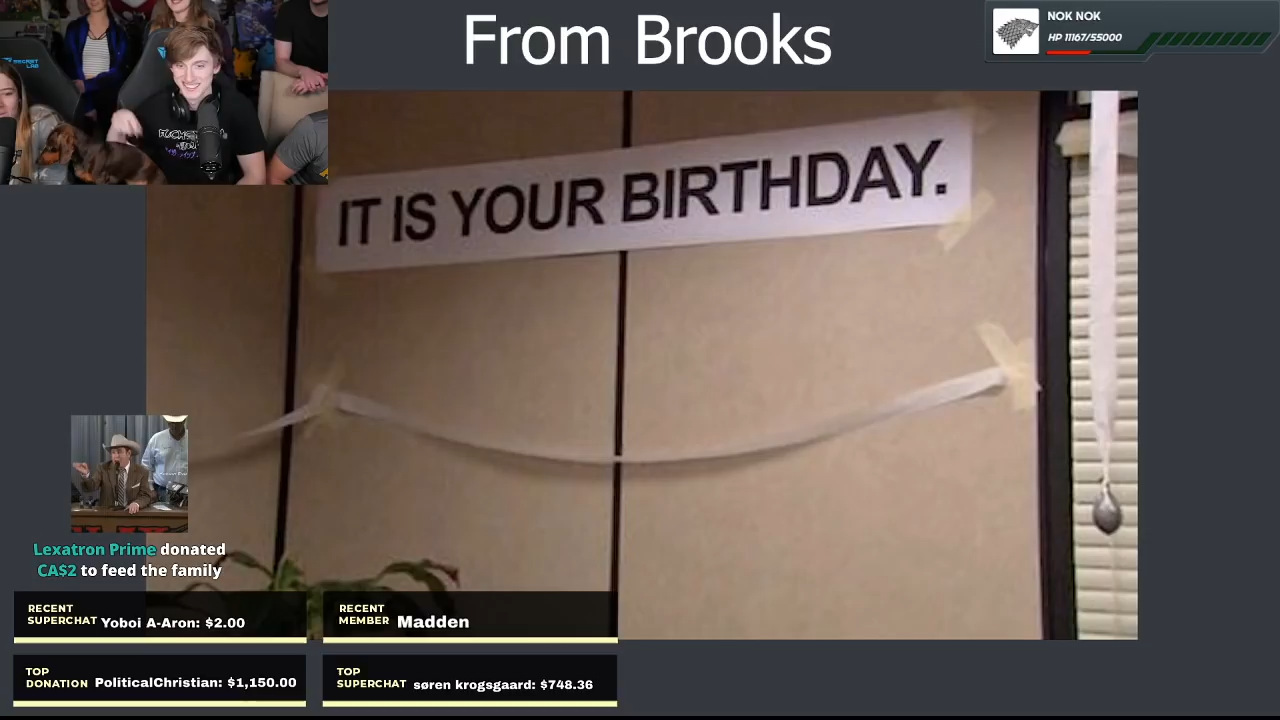 From Brooks
NOK NOK
HP 11167/55000
SECRET
LAB
IT IS YOUR BIRTHDAY.
Lexatron Prime donated
CA$2 to feed the family
RECENT
SUPERCHAT Yoboi A-Aron: $2.00
RECENT
MEMBER Madden
TOP
DONATION PoliticalChristian: $1,150.00
TOP
SUPERCHAT søren krogsgaard: $748.36